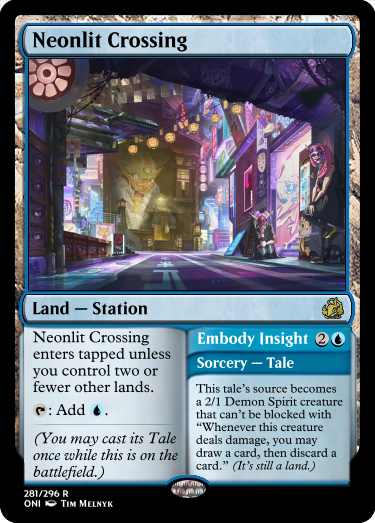 Neonlit Crossing
Land — Station
Neonlit Crossing
enters tapped unless
you control two or
fewer other lands.
: Add .
(You may cast its Tale
once while this is on the
battlefield.)
Embody Insight 2
Sorcery — Tale
This tale's source becomes
a 2/1 Demon Spirit creature
that can't be blocked with
"Whenever this creature
deals damage, you may
draw a card, then discard a
card." (It's still a land.)
281/296 R
ONI TIM MELNYK